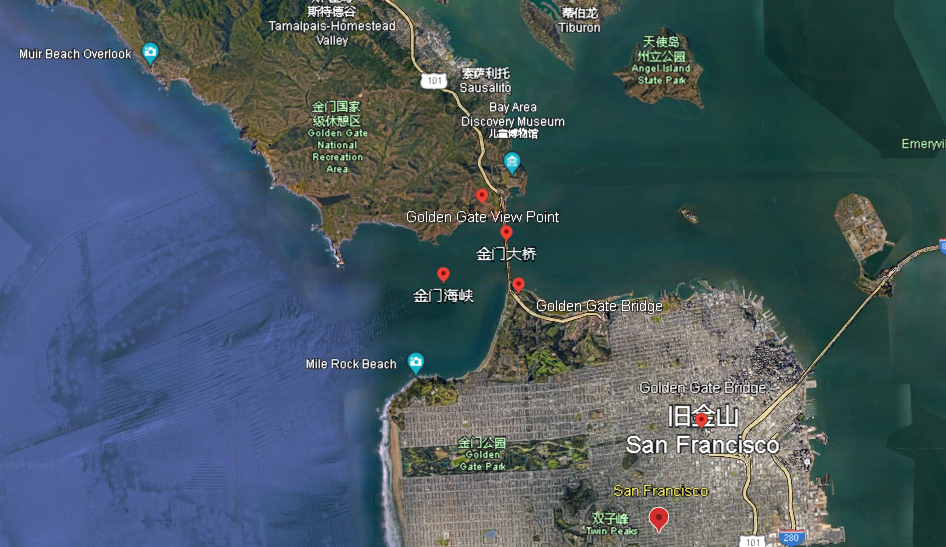 斯特德谷
Tamalpais-Homestead
Valley
蒂伯龙
Tiburon
Muir Beach Overlook
天使岛
州立公园
Angel Island
State Park
101
索萨利托
Sausalito
金门国家
级休憩区
Golden Gate
National
Recreation
Area
Bay Area
Discovery Museum
儿童博物馆
Golden Gate View Point
金门大桥
金门海峡
Golden Gate Bridge
Mile Rock Beach
Golden Gate Bridge...
旧金山
San Francisco
金门公园
Golden
Gate Park
San Francisco
双子峰
Twin Peaks
101
280